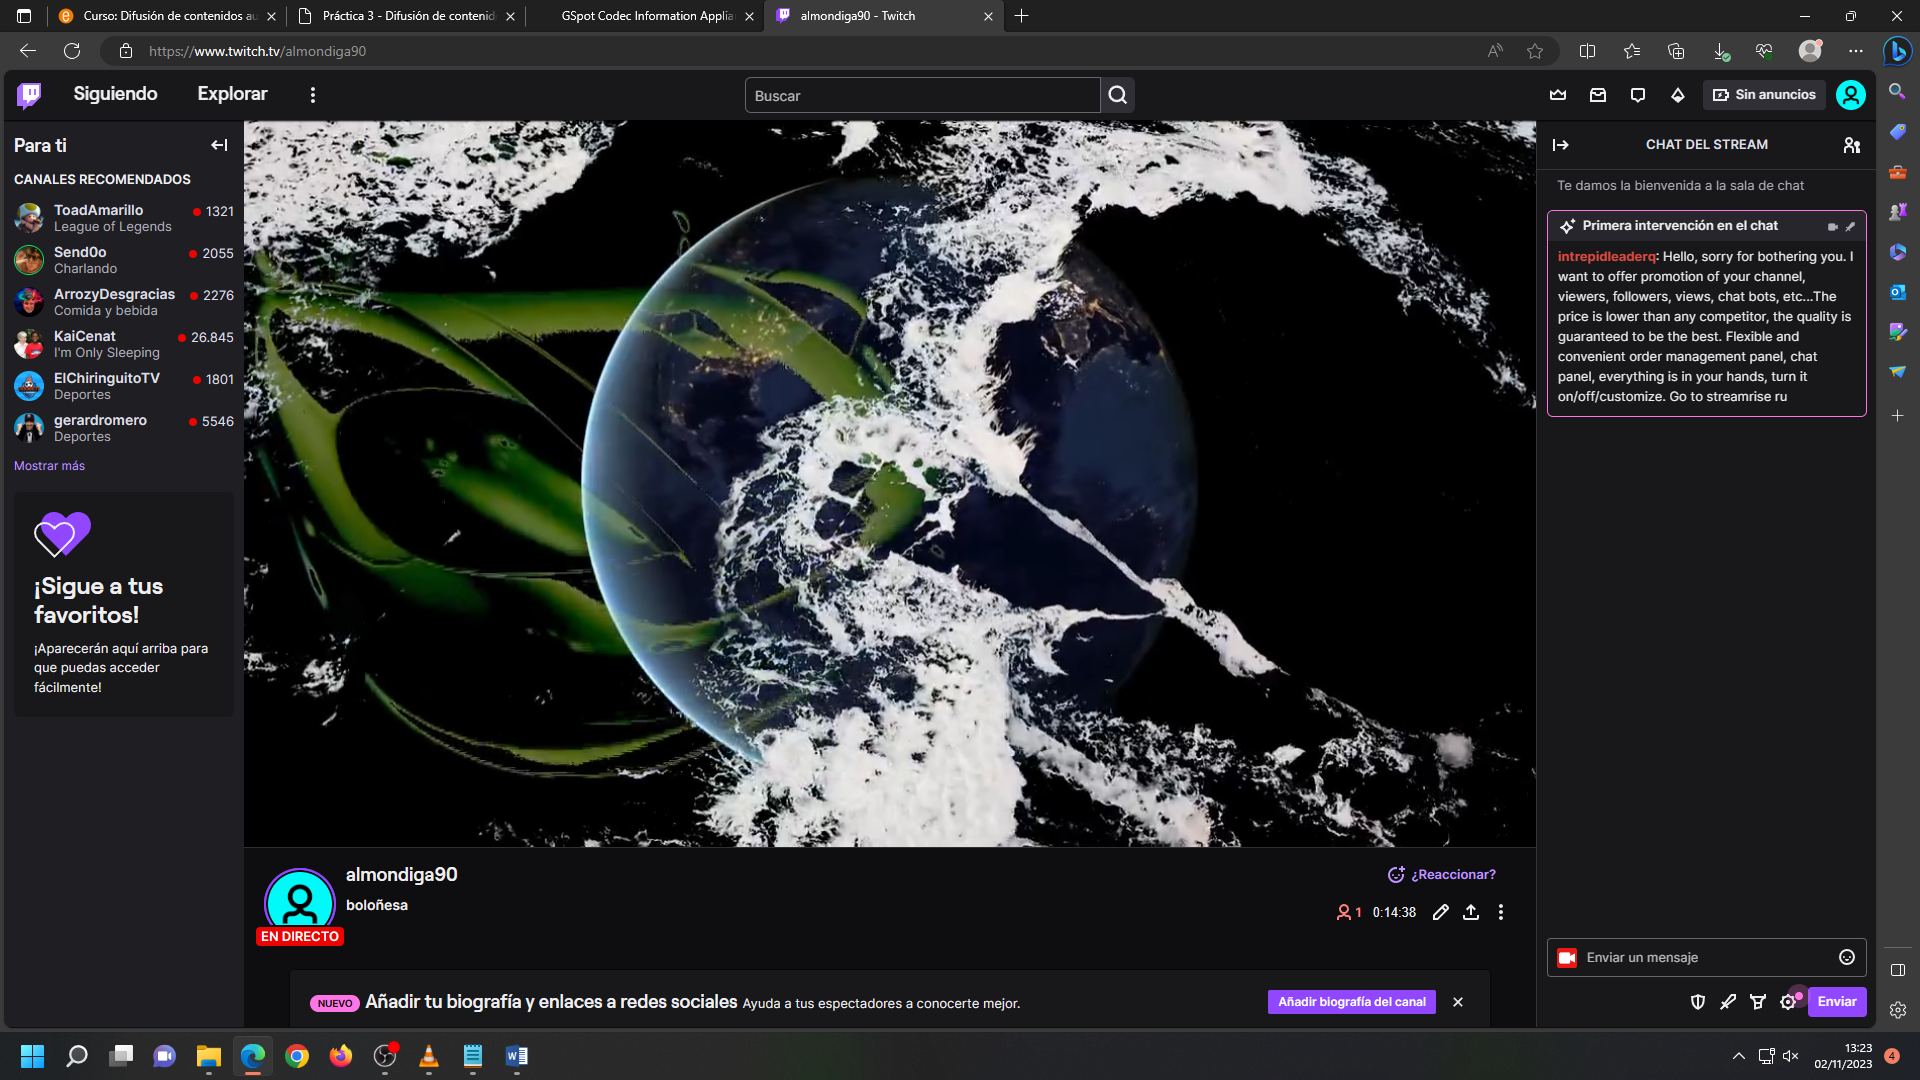 Curso: Difusión de contenidos au
Práctica 3 - Difusión de contenid
GSpot Codec Information Applia
almondiga90 - Twitch
https://www.twitch.tv/almondiga90
Siguiendo
Explorar
Buscar
Sin anuncios
Para ti
CANALES RECOMENDADOS
ToadAmarillo
1321
League of Legends
Send0o
2055
Charlando
ArrozyDesgracias
2276
Comida y bebida
KaiCenat
26.845
I'm Only Sleeping
ElChiringuitoTV
1801
Deportes
gerardromero
5546
Deportes
Mostrar más
¡Sigue a tus
favoritos!
¡Aparecerán aquí arriba para
que puedas acceder
fácilmente!
almondiga90
boloñesa
EN DIRECTO
¿Reaccionar?
1 0:14:38
NUEVO Añadir tu biografía y enlaces a redes sociales Ayuda a tus espectadores a conocerte mejor.
Añadir biografía del canal
CHAT DEL STREAM
Te damos la bienvenida a la sala de chat
Primera intervención en el chat
intrepidleaderq: Hello, sorry for bothering you. I
want to offer promotion of your channel,
viewers, followers, views, chat bots, etc...The
price is lower than any competitor, the quality is
guaranteed to be the best. Flexible and
convenient order management panel, chat
panel, everything is in your hands, turn it
on/off/customize. Go to streamrise ru
Enviar un mensaje
Enviar
13:23
02/11/2023
4